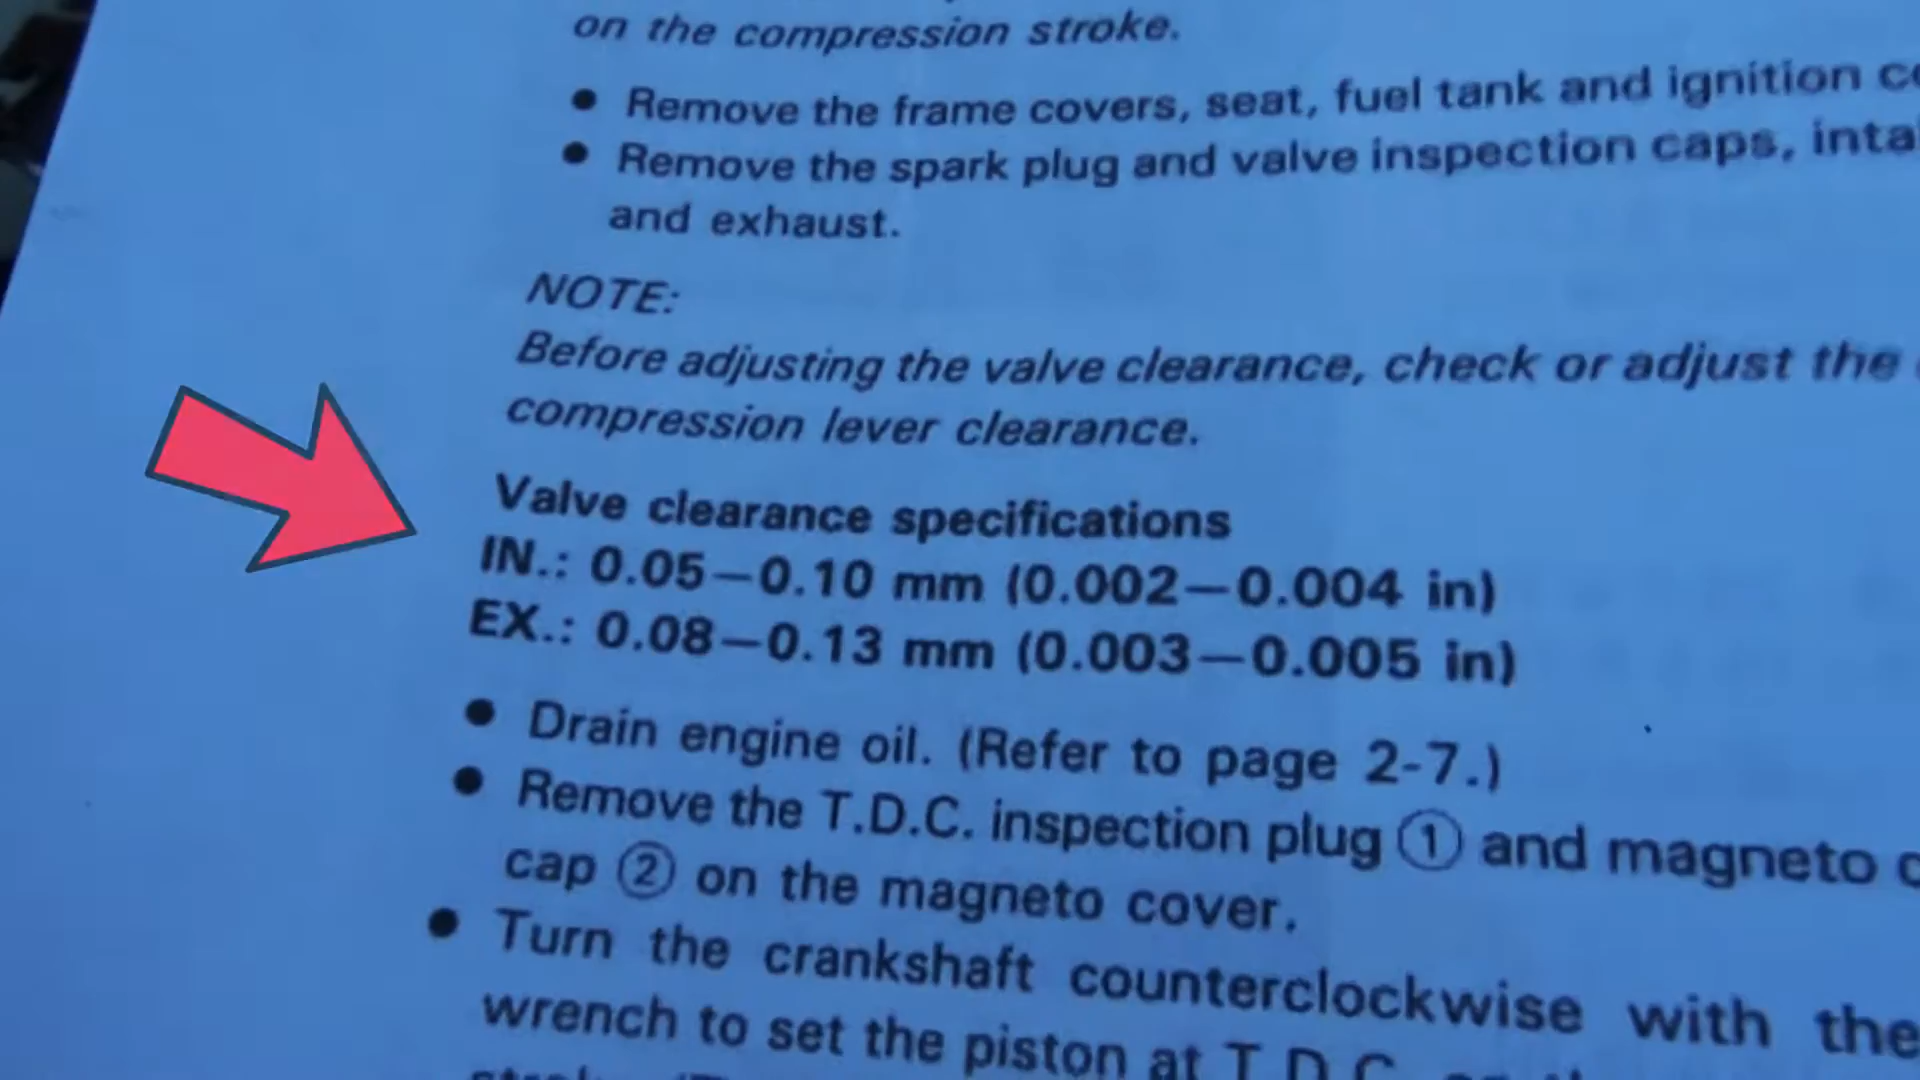 on the compression stroke.
● Remove the frame covers, seat, fuel tank and ignition
● Remove the spark plug and valve inspection caps,
and exhaust.
NOTE:
Before adjusting the valve clearance, check or adjust the
compression lever clearance.
Valve clearance specifications
IN.: 0.05—0.10 mm (0.002—0.004 in)
EX.: 0.08—0.13 mm (0.003—0.005 in)
● Drain engine oil. (Refer to page 2-7.)
● Remove the T.D.C. inspection plug ① and magneto
cap ② on the magneto cover.
● Turn the crankshaft counterclockwise with the
wrench to set the piston at T.D.C.